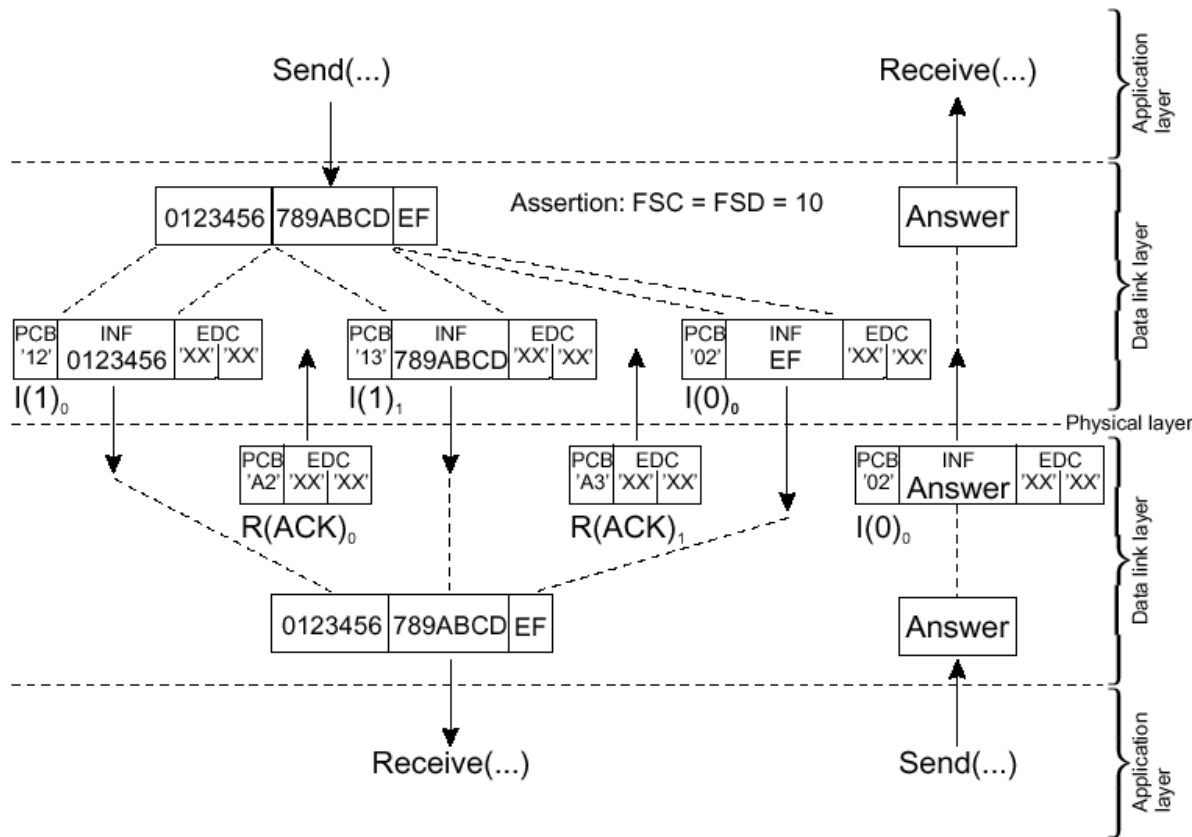 Send(...)
Receive(...)
Application
layer
0123456 789ABCD EF
Assertion: FSC = FSD = 10
Answer
Data link layer
PCB INF EDC
'12' 0123456 'XX' 'XX'
I(1)₀
PCB INF EDC
'13' 789ABCD 'XX' 'XX'
I(1)₁
PCB INF EDC
'02' EF 'XX' 'XX'
I(0)₀
Physical layer
PCB EDC
'A2' 'XX' 'XX'
R(ACK)₀
PCB EDC
'A3' 'XX' 'XX'
R(ACK)₁
PCB INF EDC
'02' Answer 'XX' 'XX'
I(0)₀
Data link layer
0123456 789ABCD EF
Answer
Receive(...)
Send(...)
Application
layer